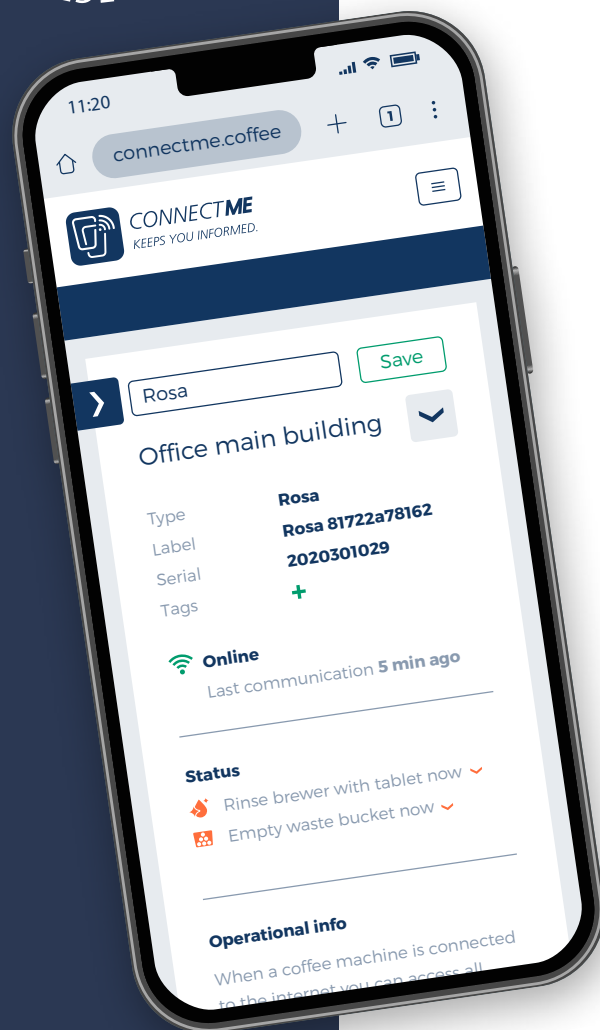 11:20
connectme.coffee
1
CONNECTME
KEEPS YOU INFORMED.
Rosa
Save
Office main building
Type Rosa
Label Rosa 81722a78162
Serial 2020301029
Tags +
Online
Last communication 5 min ago
Status
Rinse brewer with tablet now
Empty waste bucket now
Operational info
When a coffee machine is connected
to the internet you can access all